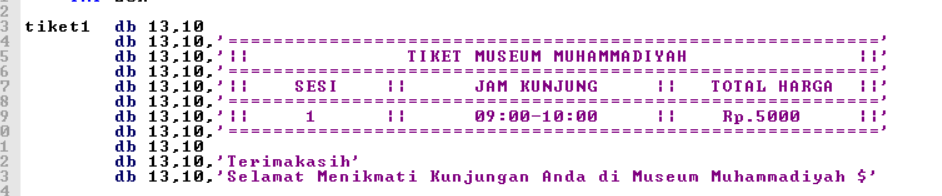 2
3 tiket1 db 13,10
4 db 13,10,'==========================================================='
5 db 13,10,'|| TIKET MUSEUM MUHAMMADIYAH ||'
6 db 13,10,'==========================================================='
7 db 13,10,'|| SESI || JAM KUNJUNG || TOTAL HARGA ||'
8 db 13,10,'==========================================================='
9 db 13,10,'|| 1 || 09:00-10:00 || Rp.5000 ||'
0 db 13,10,'==========================================================='
1 db 13,10
2 db 13,10,'Terimakasih'
3 db 13,10,'Selamat Menikmati Kunjungan Anda di Museum Muhammadiyah $'
4